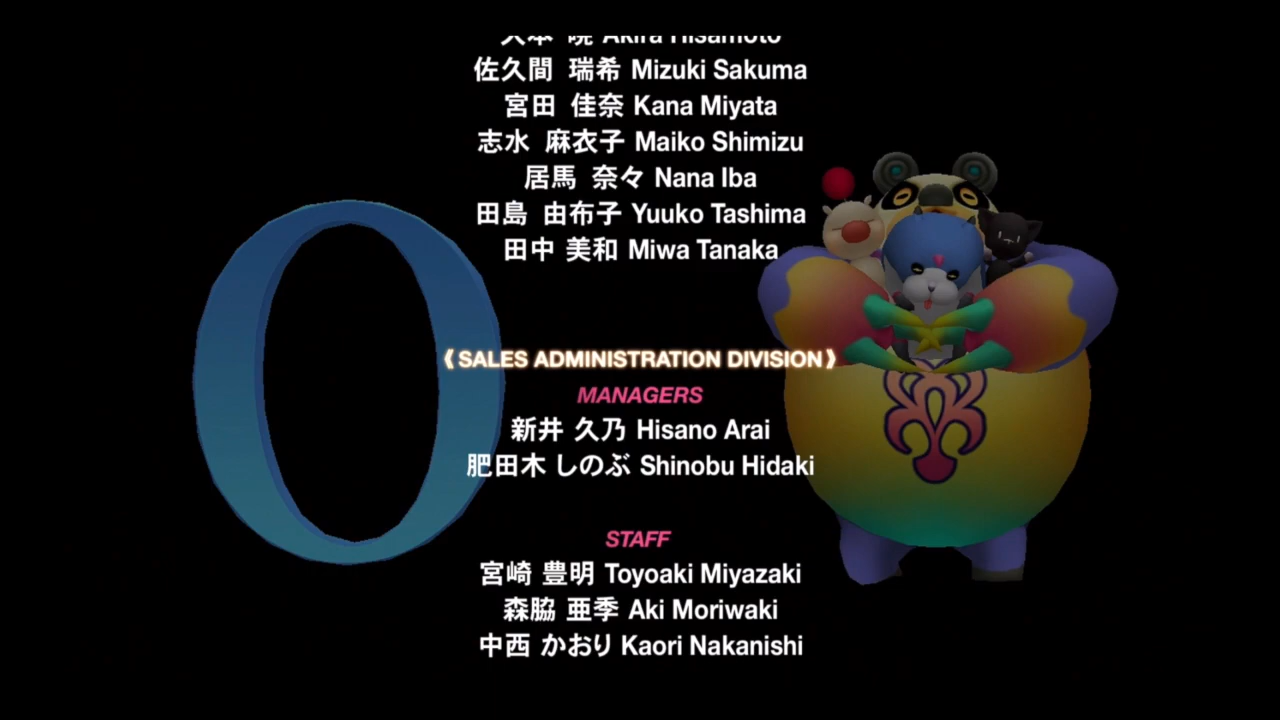 Akira Hisamoto
佐久間 瑞希 Mizuki Sakuma
宮田 佳奈 Kana Miyata
志水 麻衣子 Maiko Shimizu
居馬 奈々 Nana Iba
田島 由布子 Yuuko Tashima
田中 美和 Miwa Tanaka
《SALES ADMINISTRATION DIVISION》
MANAGERS
新井 久乃 Hisano Arai
肥田木 しのぶ Shinobu Hidaki
STAFF
宮崎 豊明 Toyoaki Miyazaki
森脇 亜季 Aki Moriwaki
中西 かおり Kaori Nakanishi
O